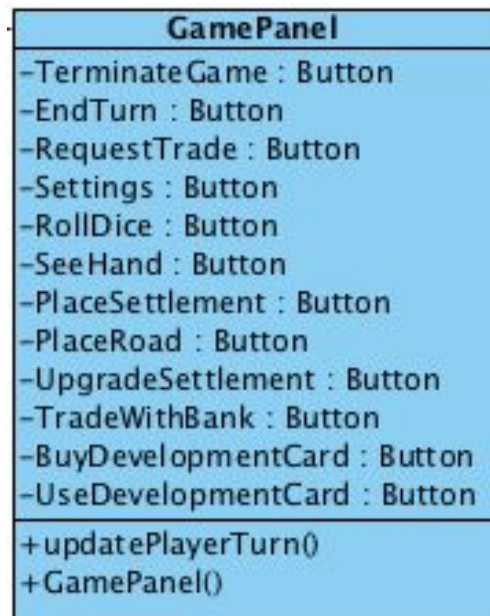 GamePanel
-TerminateGame : Button
-EndTurn : Button
-RequestTrade : Button
-Settings : Button
-RollDice : Button
-SeeHand : Button
-PlaceSettlement : Button
-PlaceRoad : Button
-UpgradeSettlement : Button
-TradeWithBank : Button
-BuyDevelopmentCard : Button
-UseDevelopmentCard : Button
+updatePlayerTurn()
+GamePanel()